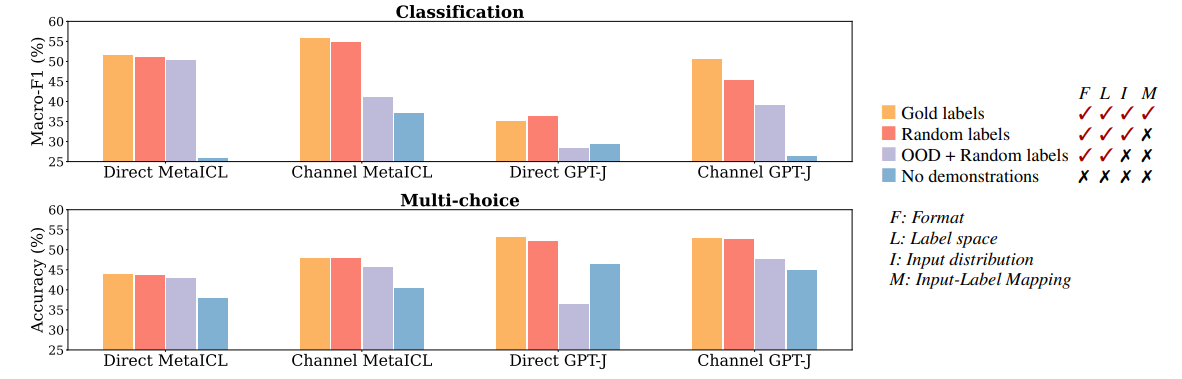 Classification
Macro-F1 (%)
60
55
50
45
40
35
30
25
Direct MetaICL Channel MetaICL Direct GPT-J Channel GPT-J
Multi-choice
Accuracy (%)
60
55
50
45
40
35
30
25
Direct MetaICL Channel MetaICL Direct GPT-J Channel GPT-J
F L I M
Gold labels ✓ ✓ ✓ ✓
Random labels ✓ ✓ ✓ ✗
OOD + Random labels ✓ ✓ ✗ ✗
No demonstrations ✗ ✗ ✗ ✗
F: Format
L: Label space
I: Input distribution
M: Input-Label Mapping